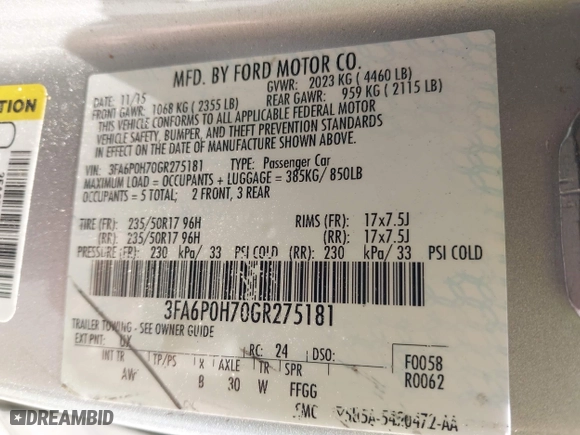 MFD. BY FORD MOTOR CO.
DATE: 11/15 GVWR: 2023 KG ( 4460 LB)
FRONT GAWR: 1068 KG ( 2355 LB) REAR GAWR: 959 KG ( 2115 LB)
THIS VEHICLE CONFORMS TO ALL APPLICABLE FEDERAL MOTOR
VEHICLE SAFETY, BUMPER, AND THEFT PREVENTION STANDARDS
IN EFFECT ON THE DATE OF MANUFACTURE SHOWN ABOVE.
VIN: 3FA6P0H70GR275181 TYPE: Passenger Car
MAXIMUM LOAD = OCCUPANTS + LUGGAGE = 385KG/ 850LB
OCCUPANTS = 5 TOTAL; 2 FRONT, 3 REAR
TIRE (FR): 235/50R17 96H RIMS (FR): 17x7.5J
(RR): 235/50R17 96H (RR): 17x7.5J
PRESSURE (FR): 230 kPa/ 33 PSI COLD (RR): 230 kPa/ 33 PSI COLD
3FA6P0H70GR275181
TRAILER TOWING - SEE OWNER GUIDE
EXT PNT: UX RC: 24 DSO:
INT TR TP/PS R AXLE TR SPR
AW B 30 W FFGG
F0058
R0062
SMC
DREAMBID
.com